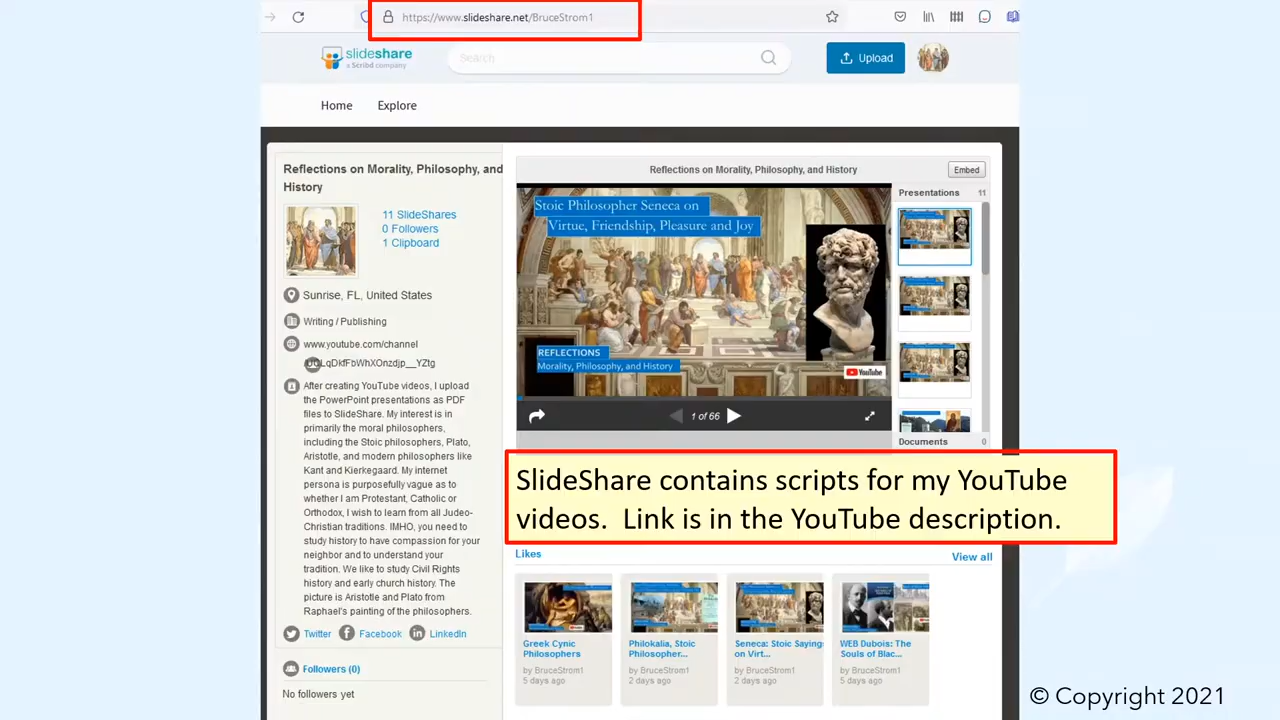 https://www.slideshare.net/BruceStrom1
slideshare
a Scribd company
Search
Upload
Home
Explore
Reflections on Morality, Philosophy, and
History
11 SlideShares
0 Followers
1 Clipboard
Sunrise, FL, United States
Writing / Publishing
www.youtube.com/channel
LqDkfFbWhXOnzdjp__YZtg
After creating YouTube videos, I upload
the PowerPoint presentations as PDF
files to SlideShare. My interest is in
primarily the moral philosophers,
including the Stoic philosophers, Plato,
Aristotle, and modern philosophers like
Kant and Kierkegaard. My internet
persona is purposefully vague as to
whether I am Protestant, Catholic or
Orthodox, I wish to learn from all Judeo-
Christian traditions. IMHO, you need to
study history to have compassion for your
neighbor and to understand your
tradition. We like to study Civil Rights
history and early church history. The
picture is Aristotle and Plato from
Raphael's painting of the philosophers.
Twitter
Facebook
LinkedIn
Followers (0)
No followers yet
Reflections on Morality, Philosophy, and History
Embed
Stoic Philosopher Seneca on
Virtue, Friendship, Pleasure and Joy
REFLECTIONS
Morality, Philosophy, and History
YouTube
1 of 66
Presentations 11
Documents 0
SlideShare contains scripts for my YouTube
videos. Link is in the YouTube description.
Likes
View all
Greek Cynic
Philosophers
by BruceStrom1
5 days ago
Philokalia, Stoic
Philosopher...
by BruceStrom1
2 days ago
Seneca: Stoic Sayings
on Virt...
by BruceStrom1
2 days ago
WEB Dubois: The
Souls of Blac...
by BruceStrom1
5 days ago
© Copyright 2021